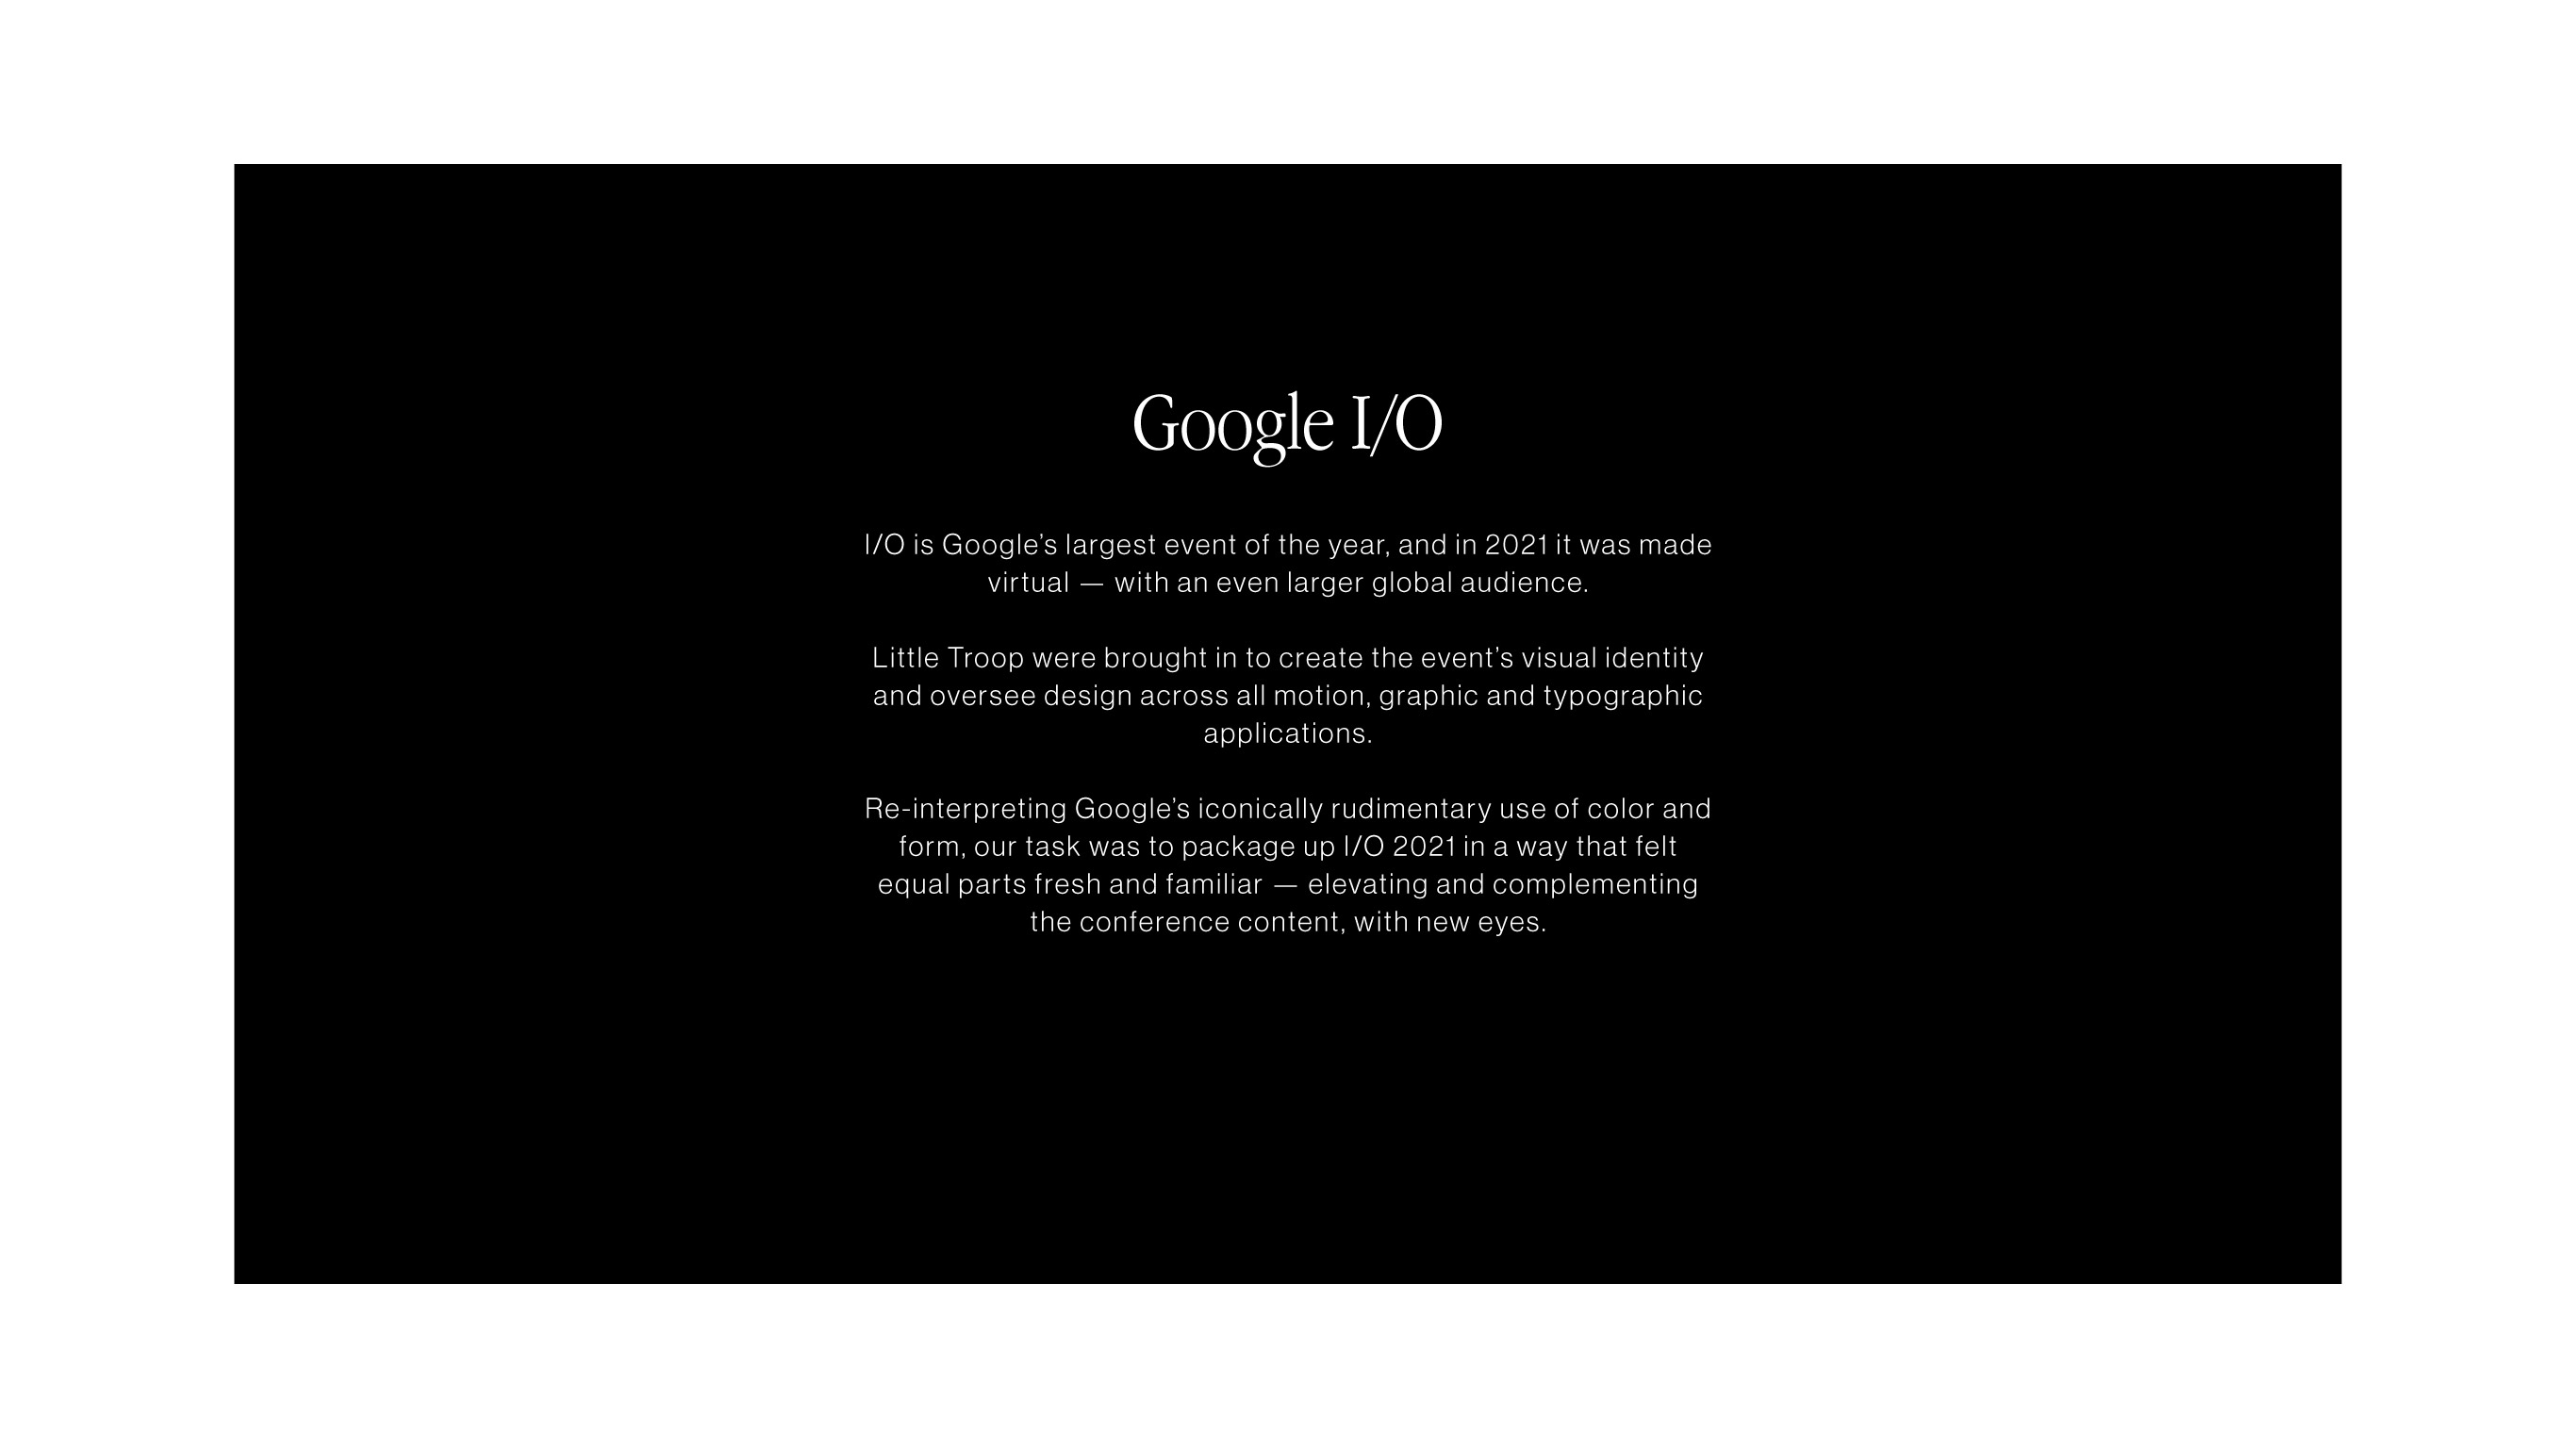 Google I/O
I/O is Google’s largest event of the year, and in 2021 it was made
virtual — with an even larger global audience.
Little Troop were brought in to create the event’s visual identity
and oversee design across all motion, graphic and typographic
applications.
Re-interpreting Google’s iconically rudimentary use of color and
form, our task was to package up I/O 2021 in a way that felt
equal parts fresh and familiar — elevating and complementing
the conference content, with new eyes.